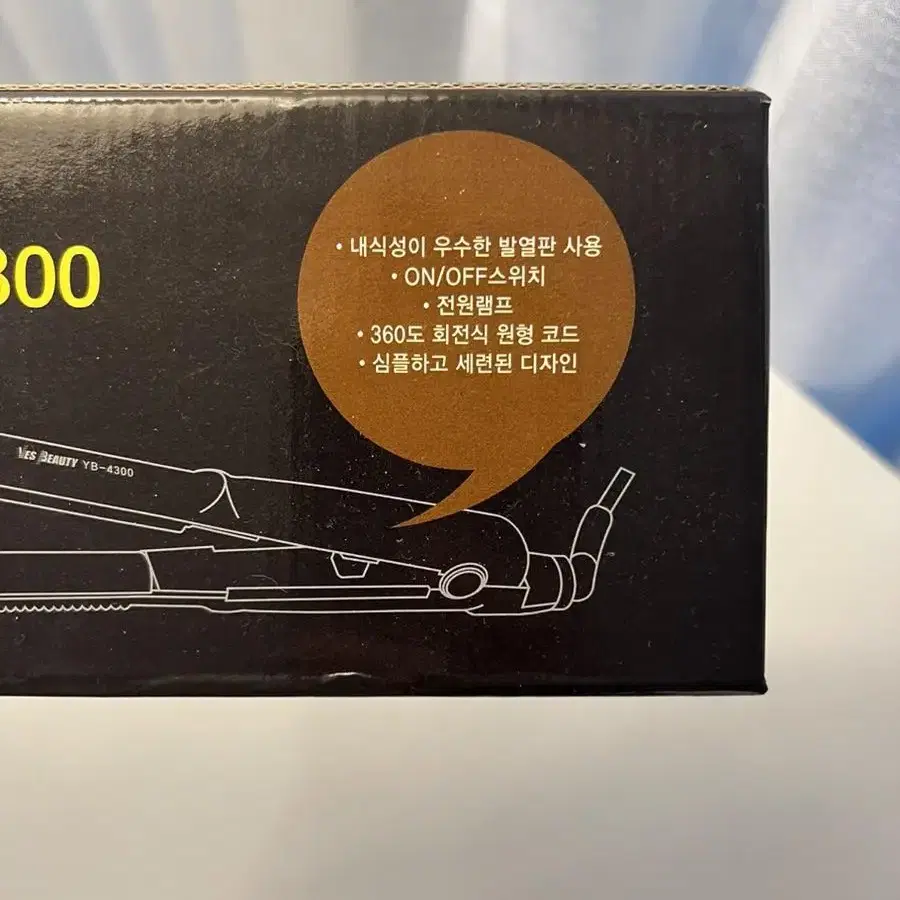 300
• 내식성이 우수한 발열판 사용
• ON/OFF스위치
• 전원램프
• 360도 회전식 원형 코드
• 심플하고 세련된 디자인
YES BEAUTY YB-4300